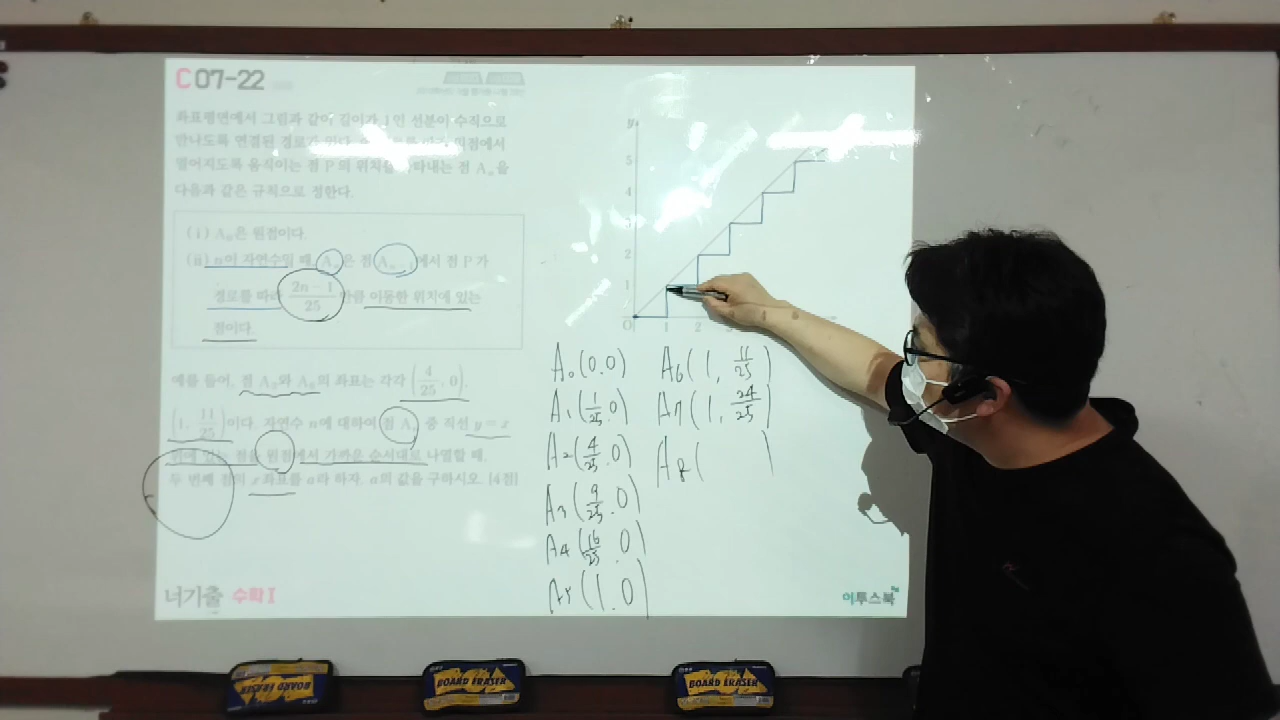 C07-22
좌표평면에서 그림과 같이 길이가 1인 선분이 수직으로
만나도록 연결된 경로가 있다. 원점에서
멀어지도록 움직이는 점 P의 위치를 나타내는 점 Aₙ을
다음과 같은 규칙으로 정한다.
(ⅰ) A₀은 원점이다.
(ⅱ) n이 자연수일 때, Aₙ은 점 Aₙ₋₁에서 점 P가
경로를 따라 (2n-1)/25만큼 이동한 위치에 있는
점이다.
예를 들어, 점 A₂와 A₆의 좌표는 각각 (4/25, 0),
(1, 11/25)이다. 자연수 n에 대하여 점 Aₙ 중 직선 y=x
위에 있는 점을 원점에서 가까운 순서대로 나열할 때,
두 번째 점의 x좌표를 a라 하자. a의 값을 구하시오. [4점]
너기출 수학 I
y
5
4
2
1
O 1 2
A₀(0,0)
A₁(1/25, 0)
A₂(4/25, 0)
A₃(9/25, 0)
A₄(16/25, 0)
A₅(1, 0)
A₆(1, 11/25)
A₇(1, 24/25)
A₈( )
이투스북
BOARD ERASER
BOARD ERASER
BOARD ERASER